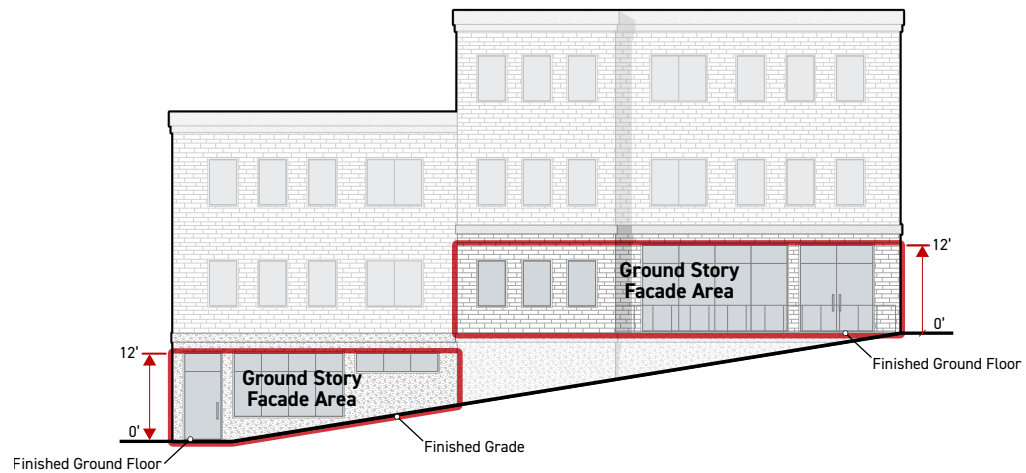 12'
Ground Story
Facade Area
0'
Finished Ground Floor
12'
Ground Story
Facade Area
0'
Finished Grade
Finished Ground Floor